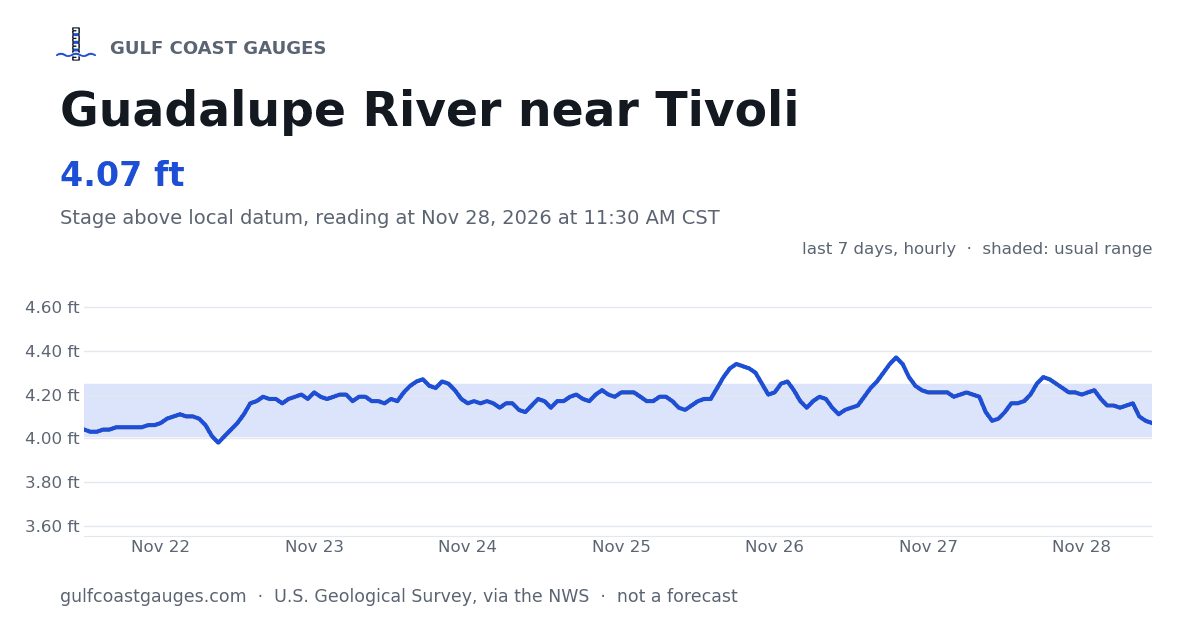 GULF COAST GAUGES
Guadalupe River near Tivoli
4.07 ft
Stage above local datum, reading at Nov 28, 2026 at 11:30 AM CST
last 7 days, hourly · shaded: usual range
4.60 ft
4.40 ft
4.20 ft
4.00 ft
3.80 ft
3.60 ft
Nov 22 Nov 23 Nov 24 Nov 25 Nov 26 Nov 27 Nov 28
gulfcoastgauges.com · U.S. Geological Survey, via the NWS · not a forecast